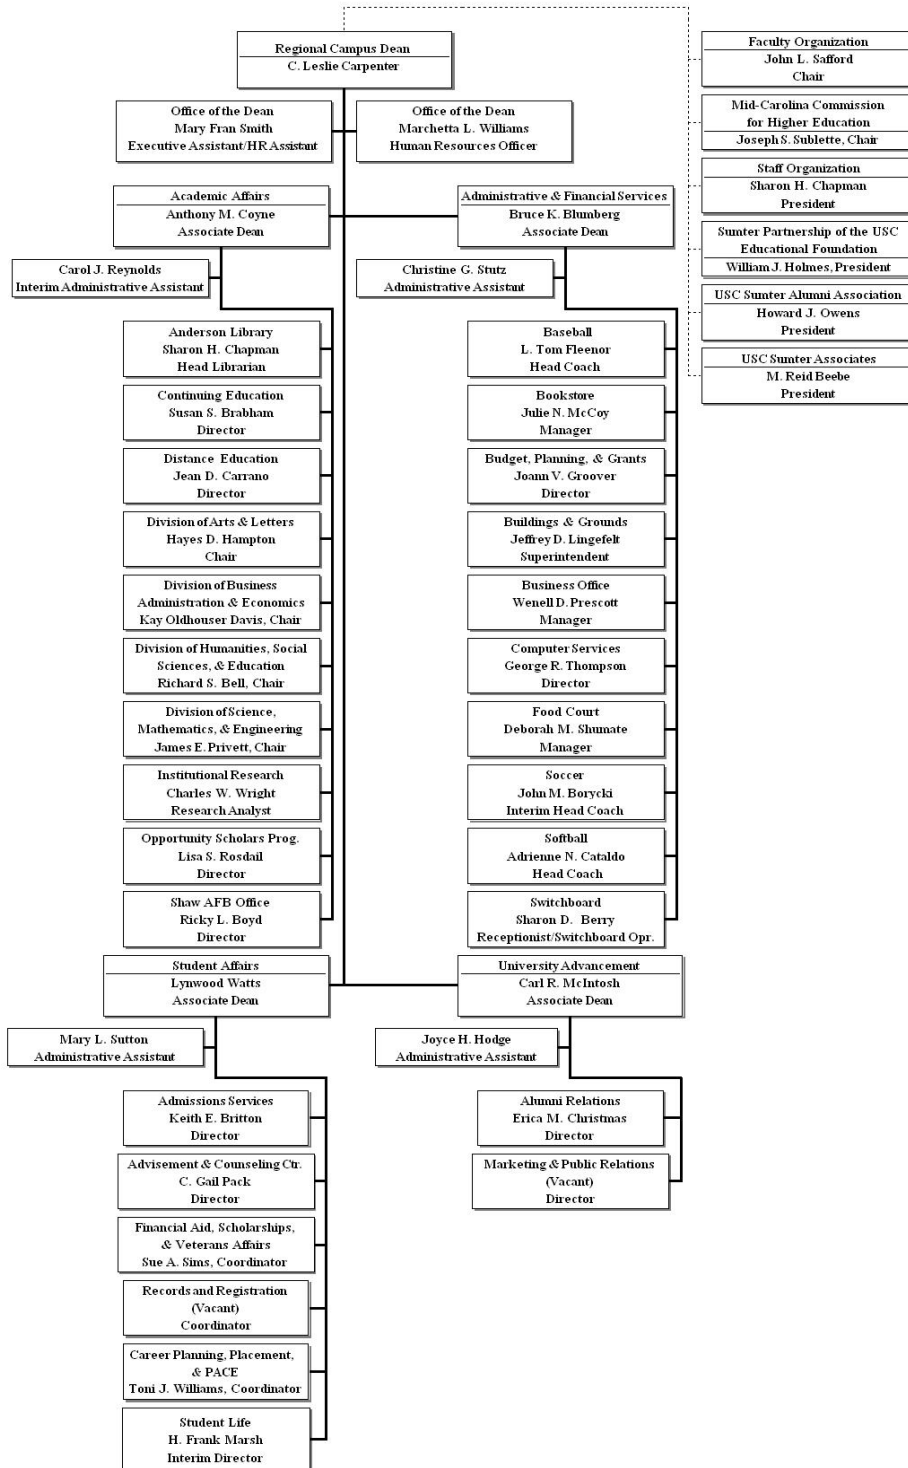 Regional Campus Dean
C. Leslie Carpenter
Office of the Dean
Mary Fran Smith
Executive Assistant/HR Assistant
Office of the Dean
Marchetta L. Williams
Human Resources Officer
Academic Affairs
Anthony M. Coyne
Associate Dean
Administrative & Financial Services
Bruce K. Blumberg
Associate Dean
Carol J. Reynolds
Interim Administrative Assistant
Christine G. Stutz
Administrative Assistant
Anderson Library
Sharon H. Chapman
Head Librarian
Continuing Education
Susan S. Brabham
Director
Distance Education
Jean D. Carrano
Director
Division of Arts & Letters
Hayes D. Hampton
Chair
Division of Business
Administration & Economics
Kay Oldhouser Davis, Chair
Division of Humanities, Social
Sciences, & Education
Richard S. Bell, Chair
Division of Science,
Mathematics, & Engineering
James E. Privett, Chair
Institutional Research
Charles W. Wright
Research Analyst
Opportunity Scholars Prog.
Lisa S. Rosdail
Director
Shaw AFB Office
Ricky L. Boyd
Director
Baseball
L. Tom Fleenor
Head Coach
Bookstore
Julie N. McCoy
Manager
Budget, Planning, & Grants
Joann V. Groover
Director
Buildings & Grounds
Jeffrey D. Lingefelt
Superintendent
Business Office
Wenell D. Prescott
Manager
Computer Services
George R. Thompson
Director
Food Court
Deborah M. Shumate
Manager
Soccer
John M. Borycki
Interim Head Coach
Softball
Adrienne N. Cataldo
Head Coach
Switchboard
Sharon D. Berry
Receptionist/Switchboard Opr.
Student Affairs
Lynwood Watts
Associate Dean
University Advancement
Carl R. McIntosh
Associate Dean
Mary L. Sutton
Administrative Assistant
Joyce H. Hodge
Administrative Assistant
Admissions Services
Keith E. Britton
Director
Advisement & Counseling Ctr.
C. Gail Pack
Director
Financial Aid, Scholarships,
& Veterans Affairs
Sue A. Sims, Coordinator
Records and Registration
(Vacant)
Coordinator
Career Planning, Placement,
& PACE
Toni J. Williams, Coordinator
Student Life
H. Frank Marsh
Interim Director
Alumni Relations
Erica M. Christmas
Director
Marketing & Public Relations
(Vacant)
Director
Faculty Organization
John L. Safford
Chair
Mid-Carolina Commission
for Higher Education
Joseph S. Sublette, Chair
Staff Organization
Sharon H. Chapman
President
Sumter Partnership of the USC
Educational Foundation
William J. Holmes, President
USC Sumter Alumni Association
Howard J. Owens
President
USC Sumter Associates
M. Reid Beebe
President